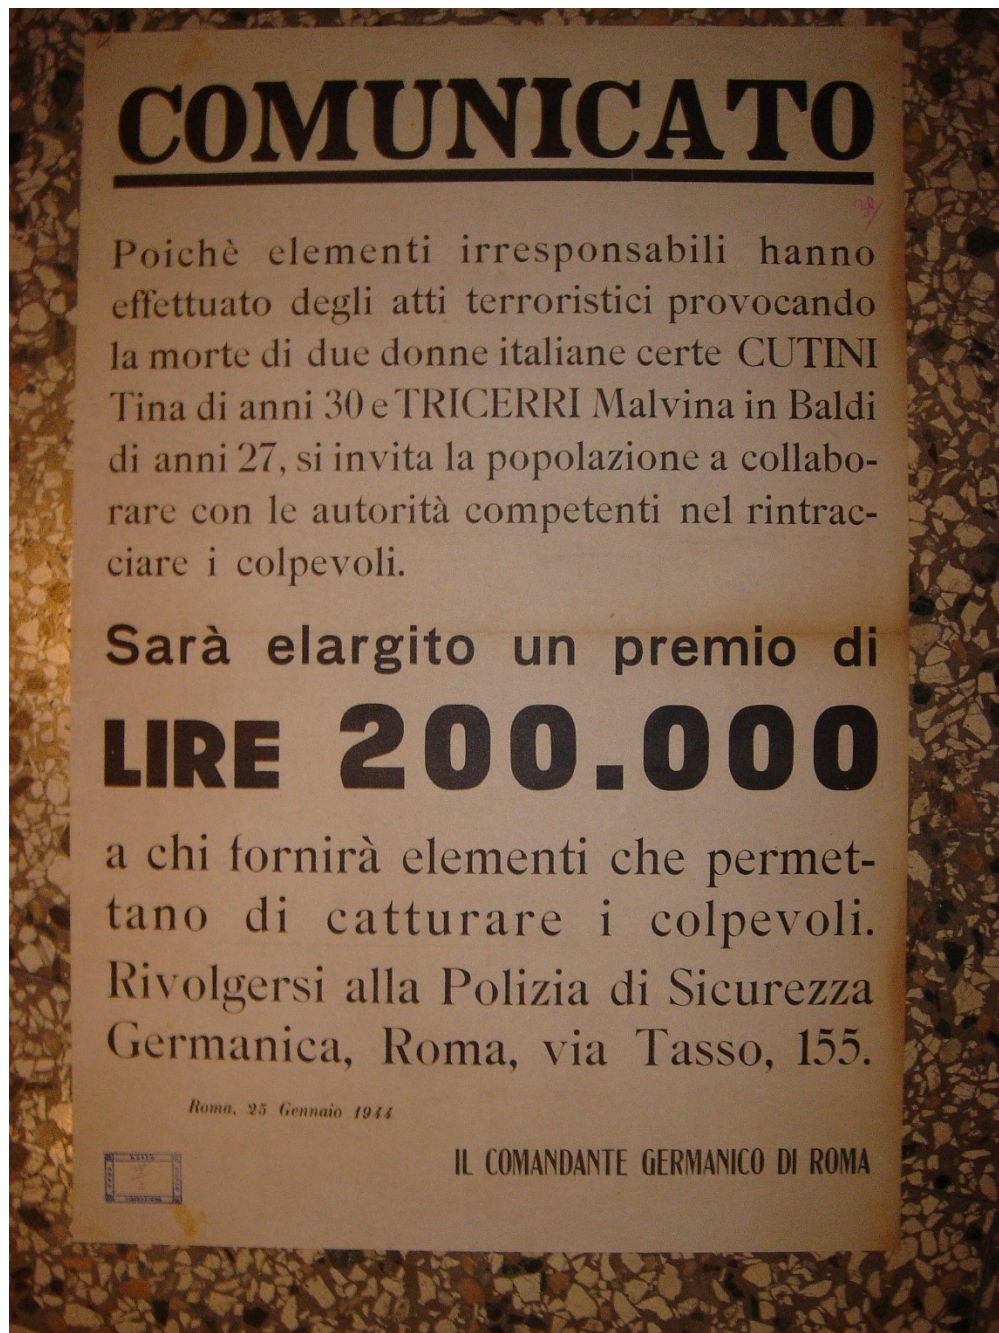 COMUNICATO
Poichè elementi irresponsabili hanno
effettuato degli atti terroristici provocando
la morte di due donne italiane certe CUTINI
Tina di anni 30 e TRICERRI Malvina in Baldi
di anni 27, si invita la popolazione a collabo-
rare con le autorità competenti nel rintrac-
ciare i colpevoli.
Sarà elargito un premio di
LIRE 200.000
a chi fornirà elementi che permet-
tano di catturare i colpevoli.
Rivolgersi alla Polizia di Sicurezza
Germanica, Roma, via Tasso, 155.
Roma, 25 Gennaio 1944
IL COMANDANTE GERMANICO DI ROMA